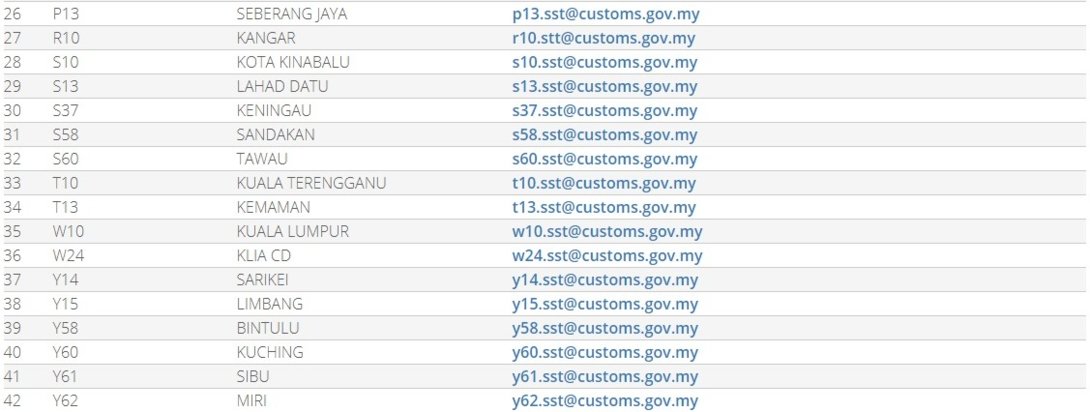 26 P13 SEBERANG JAYA p13.sst@customs.gov.my
27 R10 KANGAR r10.stt@customs.gov.my
28 S10 KOTA KINABALU s10.sst@customs.gov.my
29 S13 LAHAD DATU s13.sst@customs.gov.my
30 S37 KENINGAU s37.sst@customs.gov.my
31 S58 SANDAKAN s58.sst@customs.gov.my
32 S60 TAWAU s60.sst@customs.gov.my
33 T10 KUALA TERENGGANU t10.sst@customs.gov.my
34 T13 KEMAMAN t13.sst@customs.gov.my
35 W10 KUALA LUMPUR w10.sst@customs.gov.my
36 W24 KLIA CD w24.sst@customs.gov.my
37 Y14 SARIKEI y14.sst@customs.gov.my
38 Y15 LIMBANG y15.sst@customs.gov.my
39 Y58 BINTULU y58.sst@customs.gov.my
40 Y60 KUCHING y60.sst@customs.gov.my
41 Y61 SIBU y61.sst@customs.gov.my
42 Y62 MIRI y62.sst@customs.gov.my